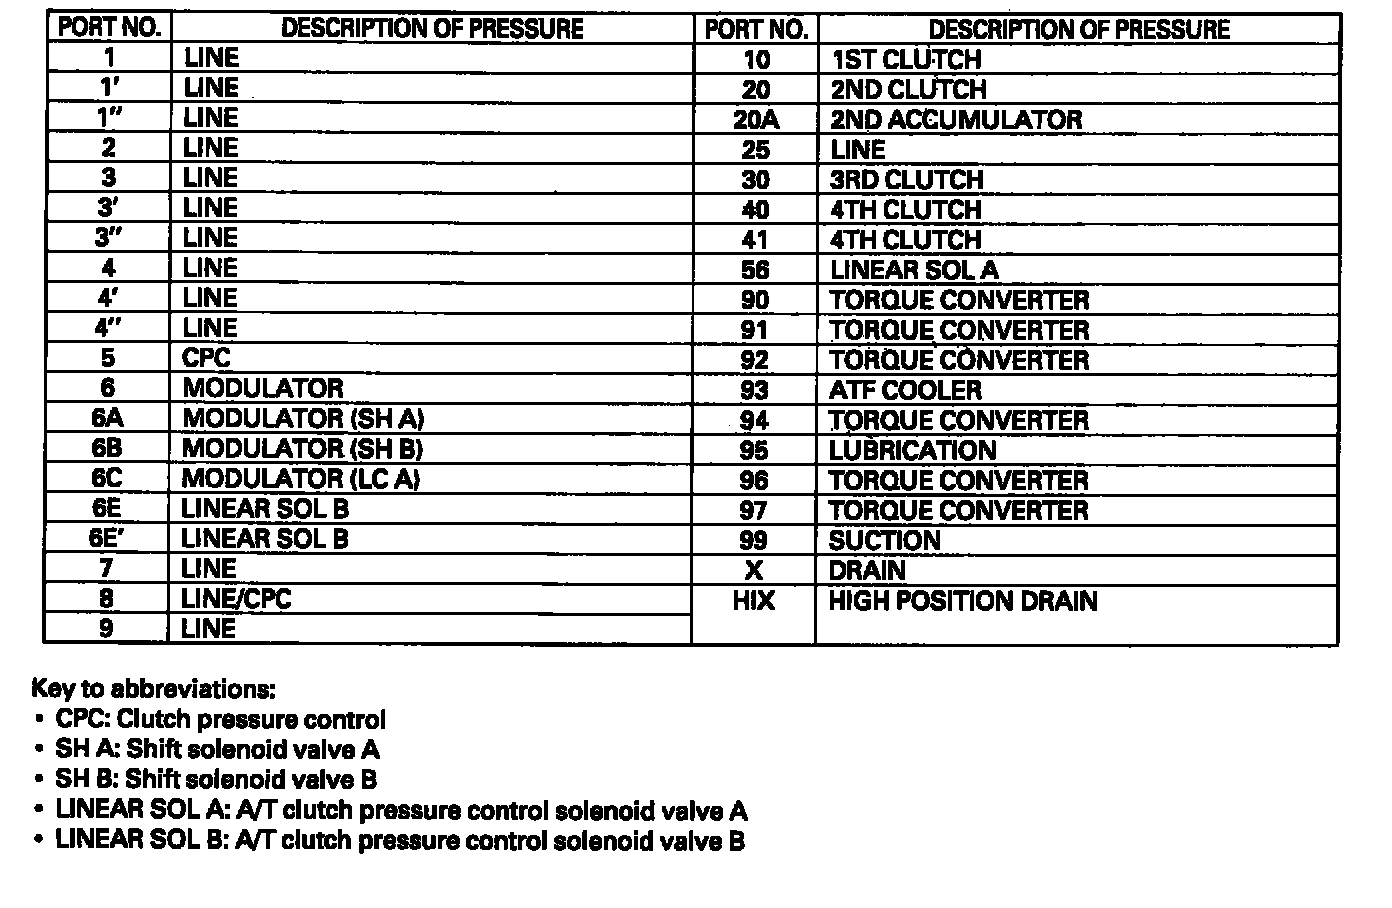 PORT NO. DESCRIPTION OF PRESSURE PORT NO. DESCRIPTION OF PRESSURE
1 LINE 10 1ST CLUTCH
1' LINE 20 2ND CLUTCH
1" LINE 20A 2ND ACCUMULATOR
2 LINE 25 LINE
3 LINE 30 3RD CLUTCH
3' LINE 40 4TH CLUTCH
3" LINE 41 4TH CLUTCH
4 LINE 56 LINEAR SOL A
4' LINE 90 TORQUE CONVERTER
4" LINE 91 TORQUE CONVERTER
5 CPC 92 TORQUE CONVERTER
6 MODULATOR 93 ATF COOLER
6A MODULATOR (SH A) 94 TORQUE CONVERTER
6B MODULATOR (SH B) 95 LUBRICATION
6C MODULATOR (LC A) 96 TORQUE CONVERTER
6E LINEAR SOL B 97 TORQUE CONVERTER
6E' LINEAR SOL B 99 SUCTION
7 LINE X DRAIN
8 LINE/CPC HIX HIGH POSITION DRAIN
9 LINE
Key to abbreviations:
• CPC: Clutch pressure control
• SH A: Shift solenoid valve A
• SH B: Shift solenoid valve B
• LINEAR SOL A: A/T clutch pressure control solenoid valve A
• LINEAR SOL B: A/T clutch pressure control solenoid valve B